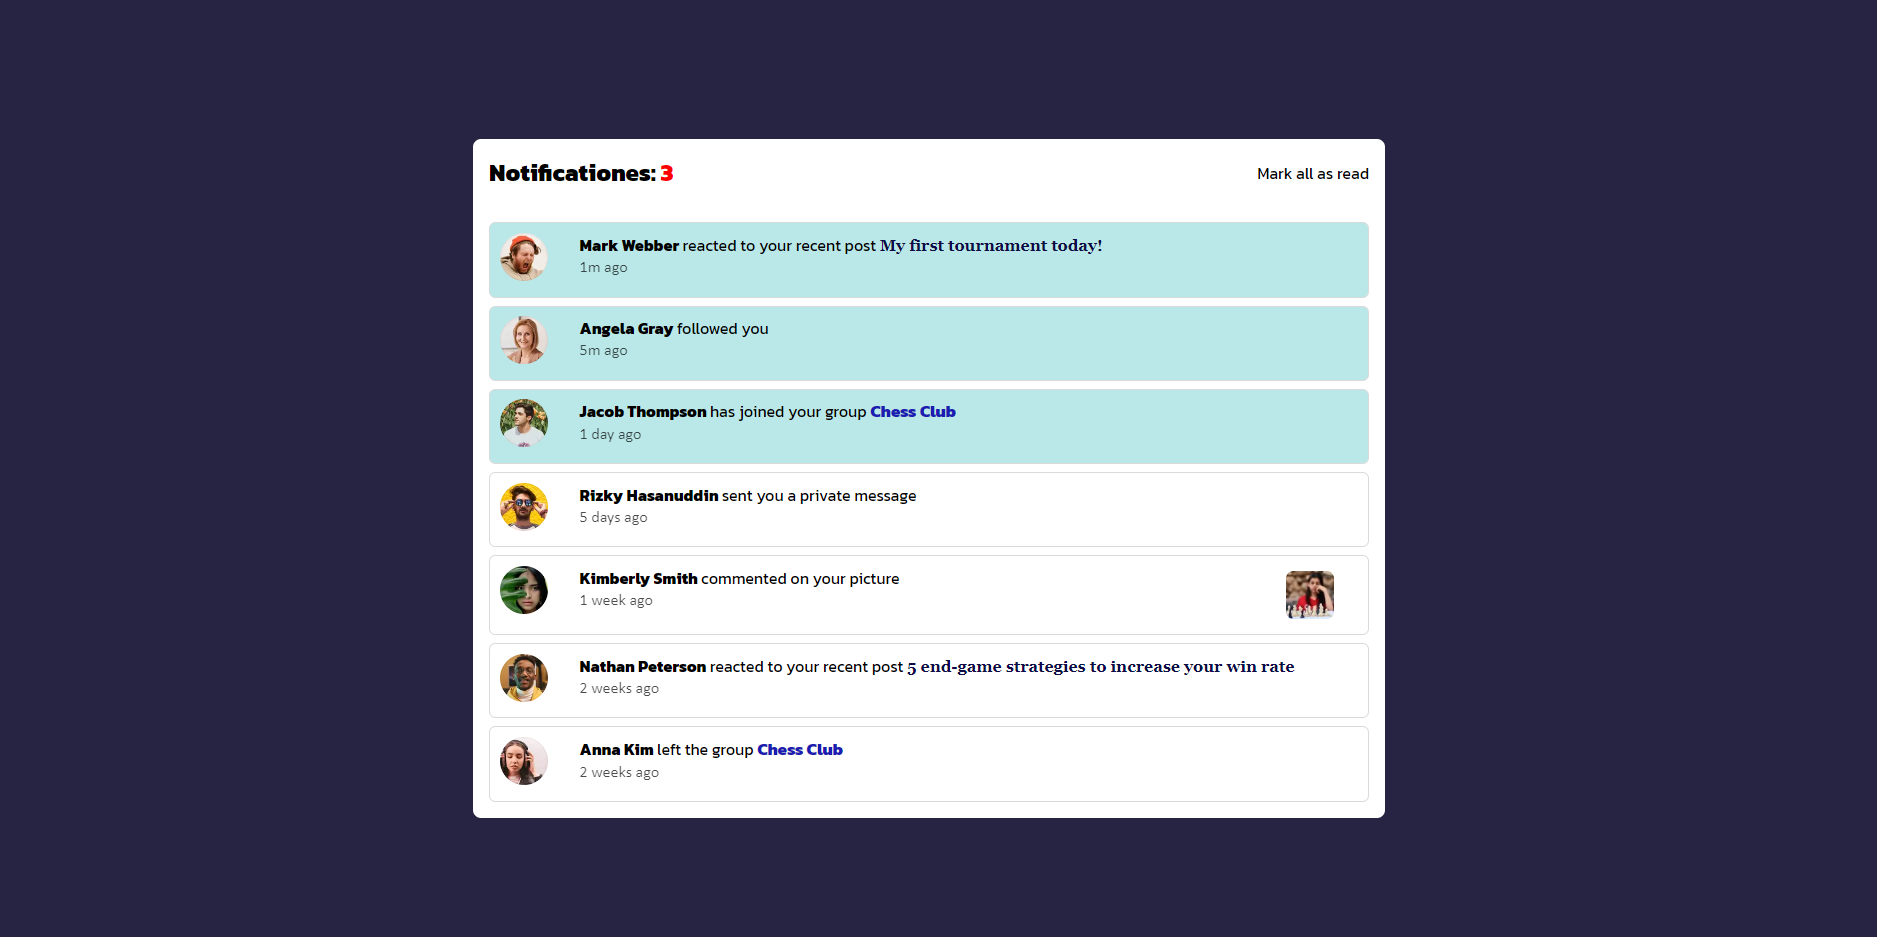 Notificationes: 3
Mark all as read
Mark Webber reacted to your recent post My first tournament today!
1m ago
Angela Gray followed you
5m ago
Jacob Thompson has joined your group Chess Club
1 day ago
Rizky Hasanuddin sent you a private message
5 days ago
Kimberly Smith commented on your picture
1 week ago
Nathan Peterson reacted to your recent post 5 end-game strategies to increase your win rate
2 weeks ago
Anna Kim left the group Chess Club
2 weeks ago